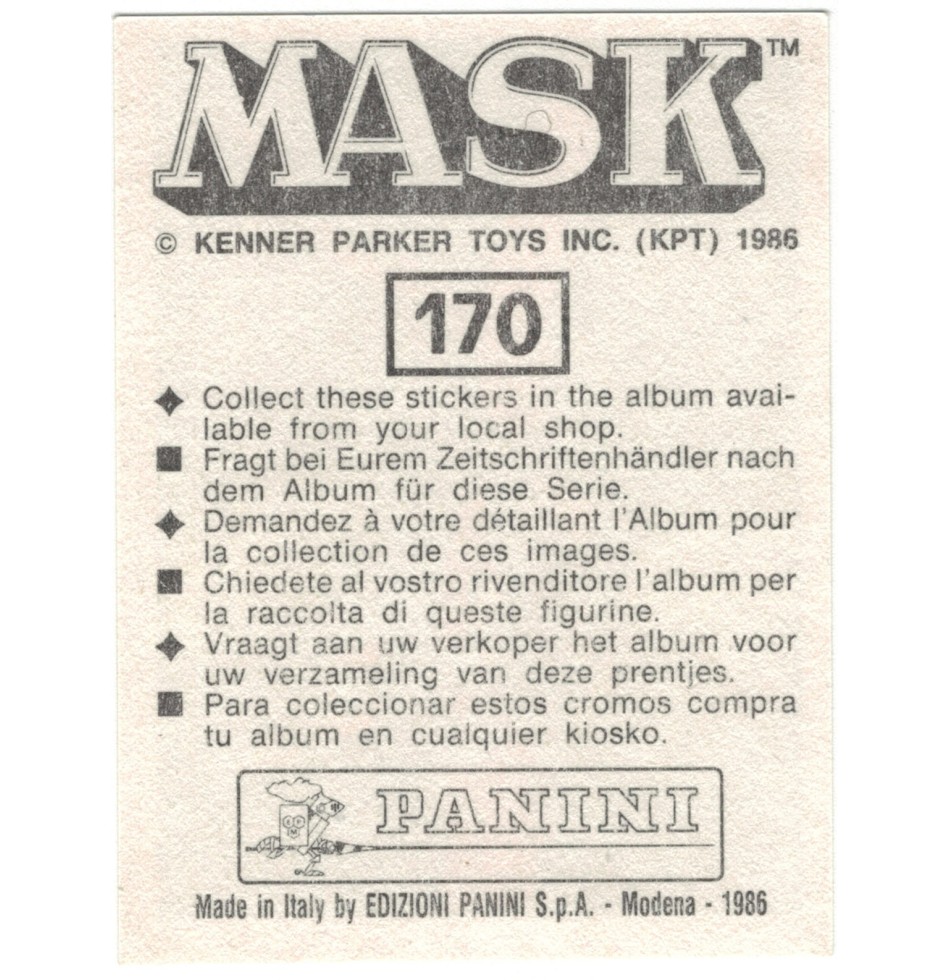 MASK™
© KENNER PARKER TOYS INC. (KPT) 1986
170
◆ Collect these stickers in the album avai-
lable from your local shop.
■ Fragt bei Eurem Zeitschriftenhändler nach
dem Album für diese Serie.
◆ Demandez à votre détaillant l'Album pour
la collection de ces images.
■ Chiedete al vostro rivenditore l'album per
la raccolta di queste figurine.
◆ Vraagt aan uw verkoper het album voor
uw verzameling van deze prentjes.
■ Para coleccionar estos cromos compra
tu album en cualquier kiosko.
PANINI
Made in Italy by EDIZIONI PANINI S.p.A. - Modena - 1986